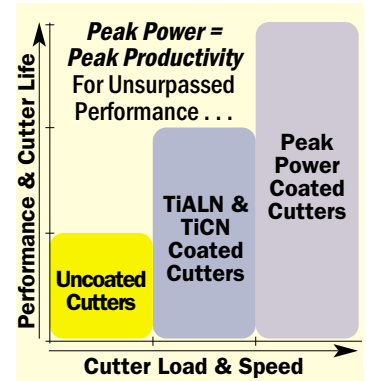 Peak Power =
Peak Productivity
For Unsurpassed
Performance . . .
Performance & Cutter Life
Uncoated
Cutters
TiALN &
TiCN
Coated
Cutters
Peak
Power
Coated
Cutters
Cutter Load & Speed